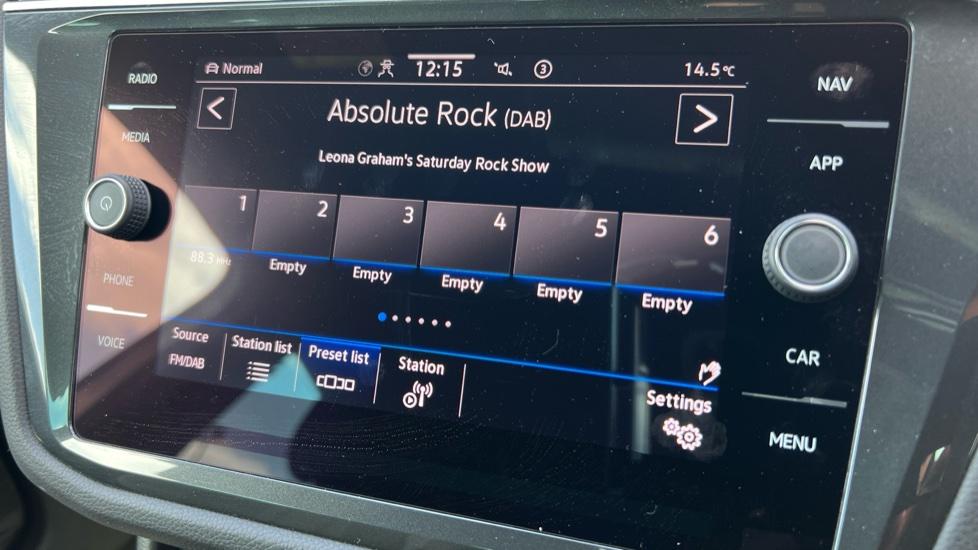 RADIO
MEDIA
PHONE
VOICE
Normal 12:15 3 14.5°C
< Absolute Rock (DAB) >
Leona Graham's Saturday Rock Show
1 2 3 4 5 6
88.3 MHz Empty Empty Empty Empty Empty
Source Station list Preset list Station Settings
FM/DAB
NAV
APP
CAR
MENU